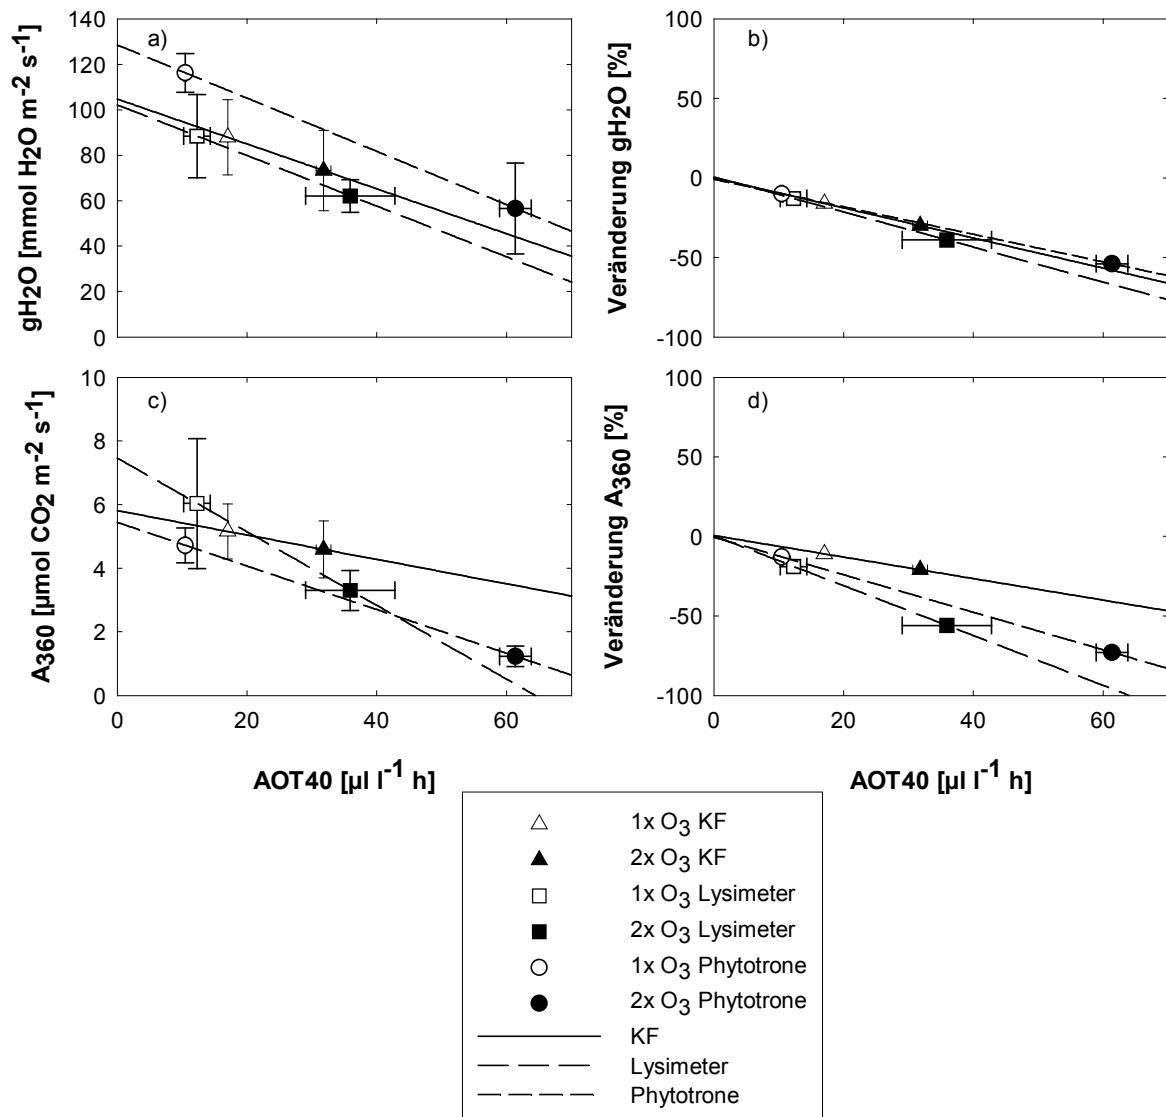 a)
gH2O [mmol H2O m-2 s-1]
140
120
100
80
60
40
20
0
b)
Veränderung gH2O [%]
100
50
0
-50
-100
c)
A360 [µmol CO2 m-2 s-1]
10
8
6
4
2
0
0 20 40 60
AOT40 [µl l-1 h]
d)
Veränderung A360 [%]
100
50
0
-50
-100
0 20 40 60
AOT40 [µl l-1 h]
1x O3 KF
2x O3 KF
1x O3 Lysimeter
2x O3 Lysimeter
1x O3 Phytotrone
2x O3 Phytotrone
KF
Lysimeter
Phytotrone